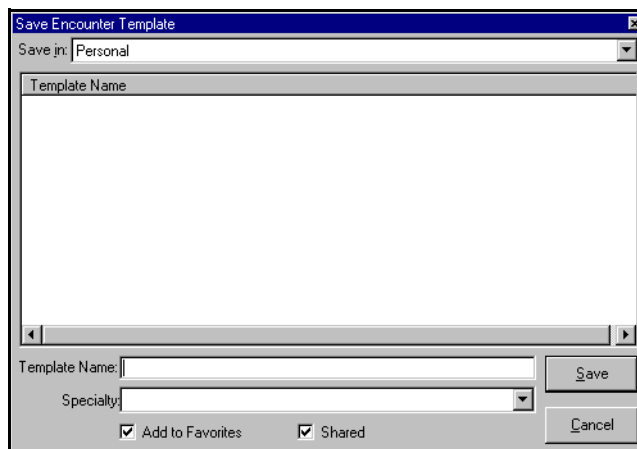 Save Encounter Template
Save in: Personal
Template Name
Template Name:
Save
Specialty:
Add to Favorites Shared
Cancel